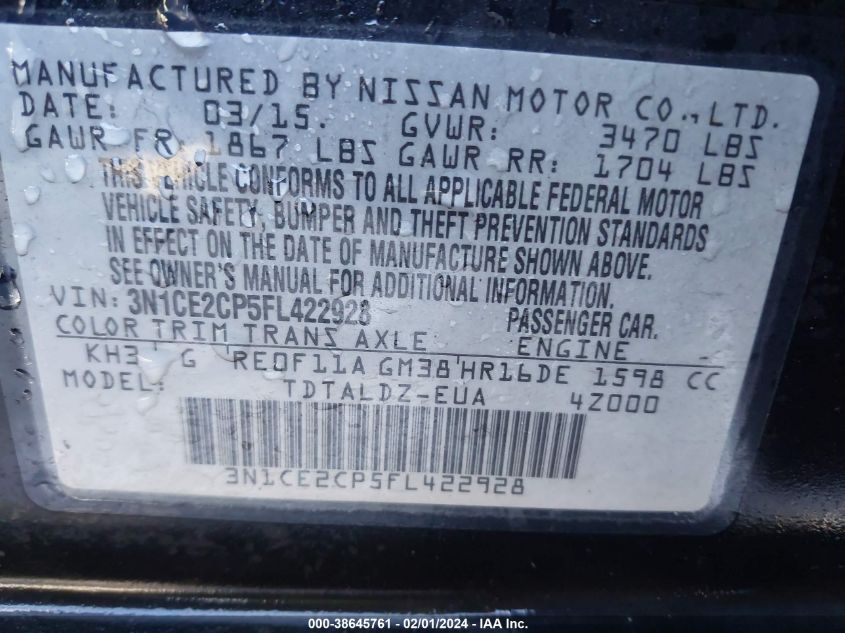 MANUFACTURED BY NISSAN MOTOR CO., LTD.
DATE: 03/15. GVWR: 3470 LBS
GAWR FR 1867 LBS GAWR RR: 1704 LBS
THIS VEHICLE CONFORMS TO ALL APPLICABLE FEDERAL MOTOR
VEHICLE SAFETY, BUMPER AND THEFT PREVENTION STANDARDS
IN EFFECT ON THE DATE OF MANUFACTURE SHOWN ABOVE.
SEE OWNER'S MANUAL FOR ADDITIONAL INFORMATION.
VIN: 3N1CE2CP5FL422928 PASSENGER CAR.
COLOR TRIM TRANS AXLE ENGINE
KH3 G RE0F11A GM38 HR16DE 1598 CC
MODEL: TDTALDZ-EUA 4Z000
3N1CE2CP5FL422928
000-38645761 - 02/01/2024 - IAA Inc.